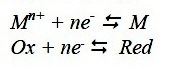 Mⁿ⁺ + ne⁻ ⇆ M
Ox + ne⁻ ⇆ Red